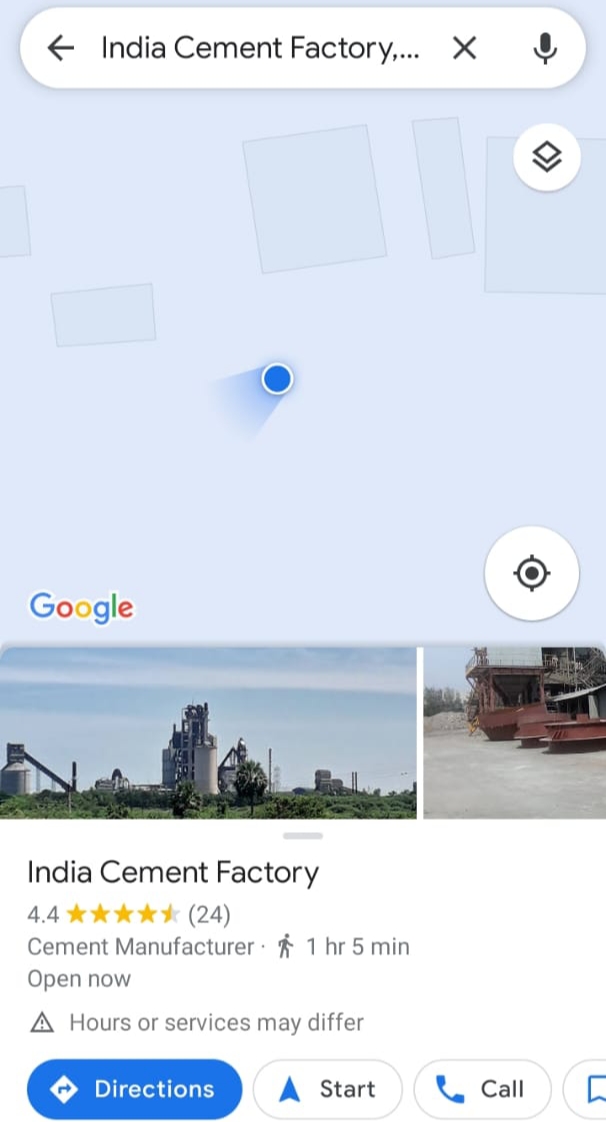 India Cement Factory,...
Google
India Cement Factory
4.4 (24)
Cement Manufacturer · 1 hr 5 min
Open now
Hours or services may differ
Directions Start Call